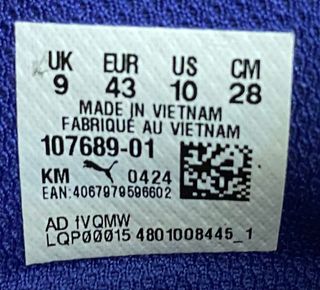 UK EUR US CM
9 43 10 28
MADE IN VIETNAM
FABRIQUÉ AU VIETNAM
107689-01
KM 0424
EAN:4067979596602
AD 1VQMW
LQP00015 4801008445_1